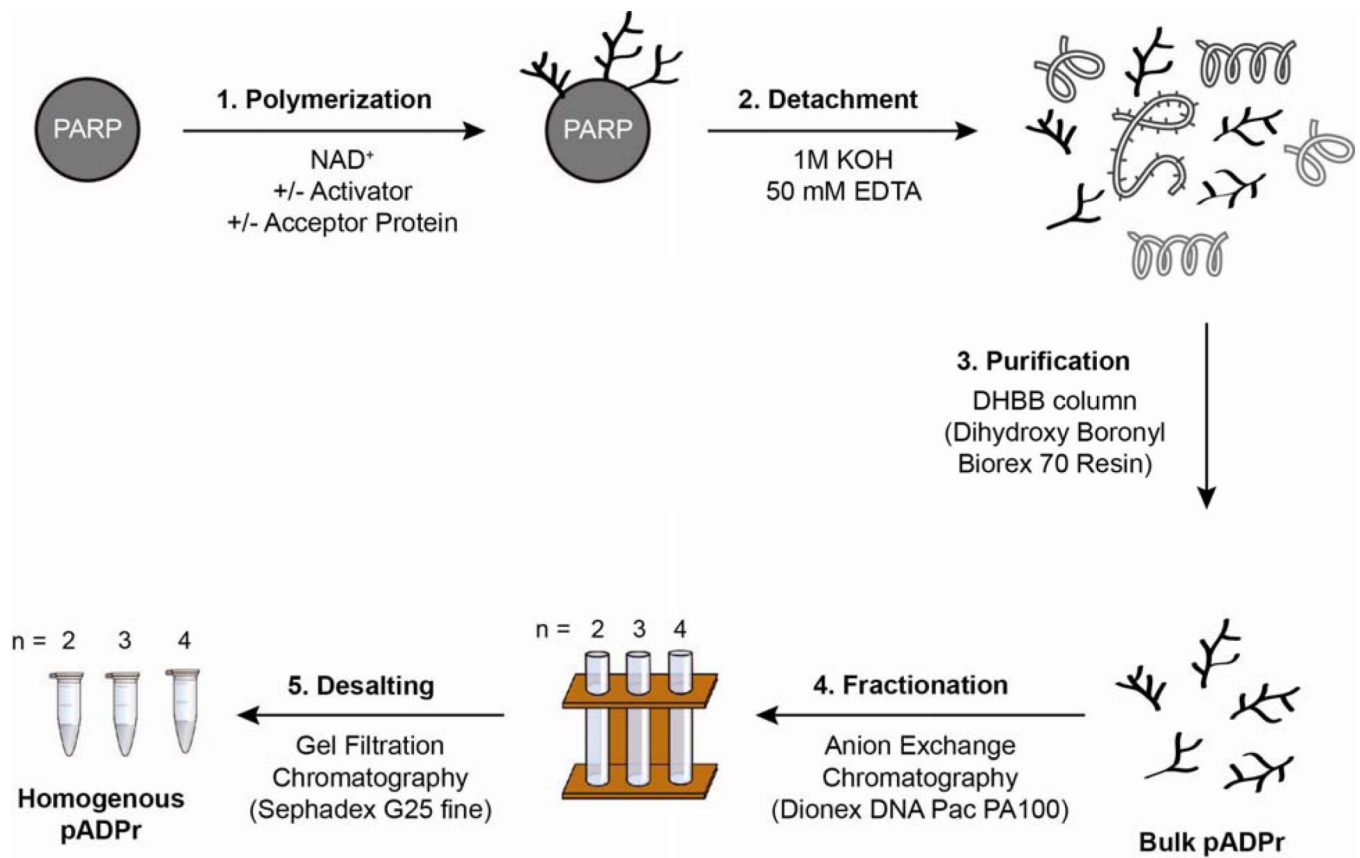 PARP
1. Polymerization
NAD⁺
+/- Activator
+/- Acceptor Protein
PARP
2. Detachment
1M KOH
50 mM EDTA
3. Purification
DHBB column
(Dihydroxy Boronyl
Biorex 70 Resin)
Bulk pADPr
4. Fractionation
Anion Exchange
Chromatography
(Dionex DNA Pac PA100)
n = 2 3 4
5. Desalting
Gel Filtration
Chromatography
(Sephadex G25 fine)
n = 2 3 4
Homogenous
pADPr